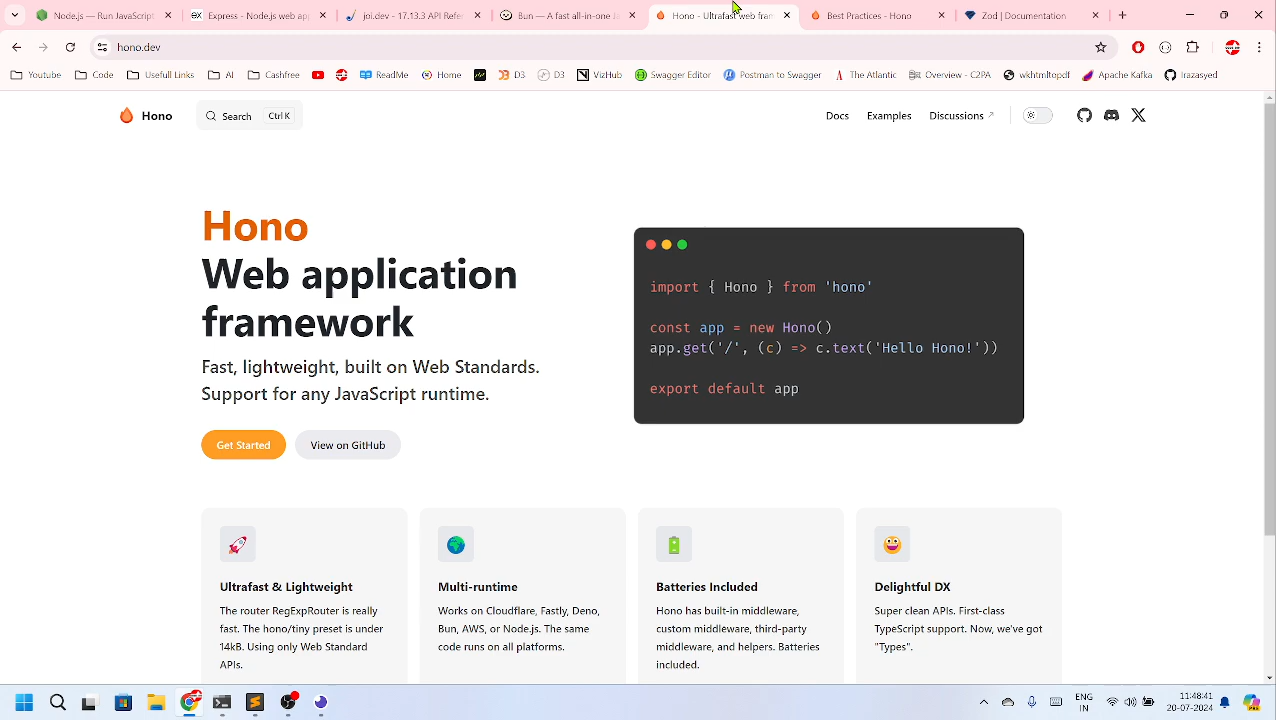 Node.js — Run JavaScript
Express - Node.js web app
joi.dev - 17.13.3 API Refer
Bun — A fast all-in-one Ja
Hono - Ultrafast web fram
Best Practices - Hono
Zod | Documentation
hono.dev
Youtube
Code
Usefull Links
AI
Cashfree
ReadMe
Home
D3
D3
VizHub
Swagger Editor
Postman to Swagger
The Atlantic
Overview - C2PA
wkhtmltopdf
Apache Kafka
irazasyed
Hono
Search
Ctrl K
Docs
Examples
Discussions
Hono
Web application
framework
Fast, lightweight, built on Web Standards.
Support for any JavaScript runtime.
Get Started
View on GitHub
import { Hono } from 'hono'
const app = new Hono()
app.get('/', (c) => c.text('Hello Hono!'))
export default app
Ultrafast & Lightweight
The router RegExpRouter is really
fast. The hono/tiny preset is under
14kB. Using only Web Standard
APIs.
Multi-runtime
Works on Cloudflare, Fastly, Deno,
Bun, AWS, or Node.js. The same
code runs on all platforms.
Batteries Included
Hono has built-in middleware,
custom middleware, third-party
middleware, and helpers. Batteries
included.
Delightful DX
Super clean APIs. First-class
TypeScript support. Now, we've got
"Types".
ENG
IN
11:48:41
20-07-2024